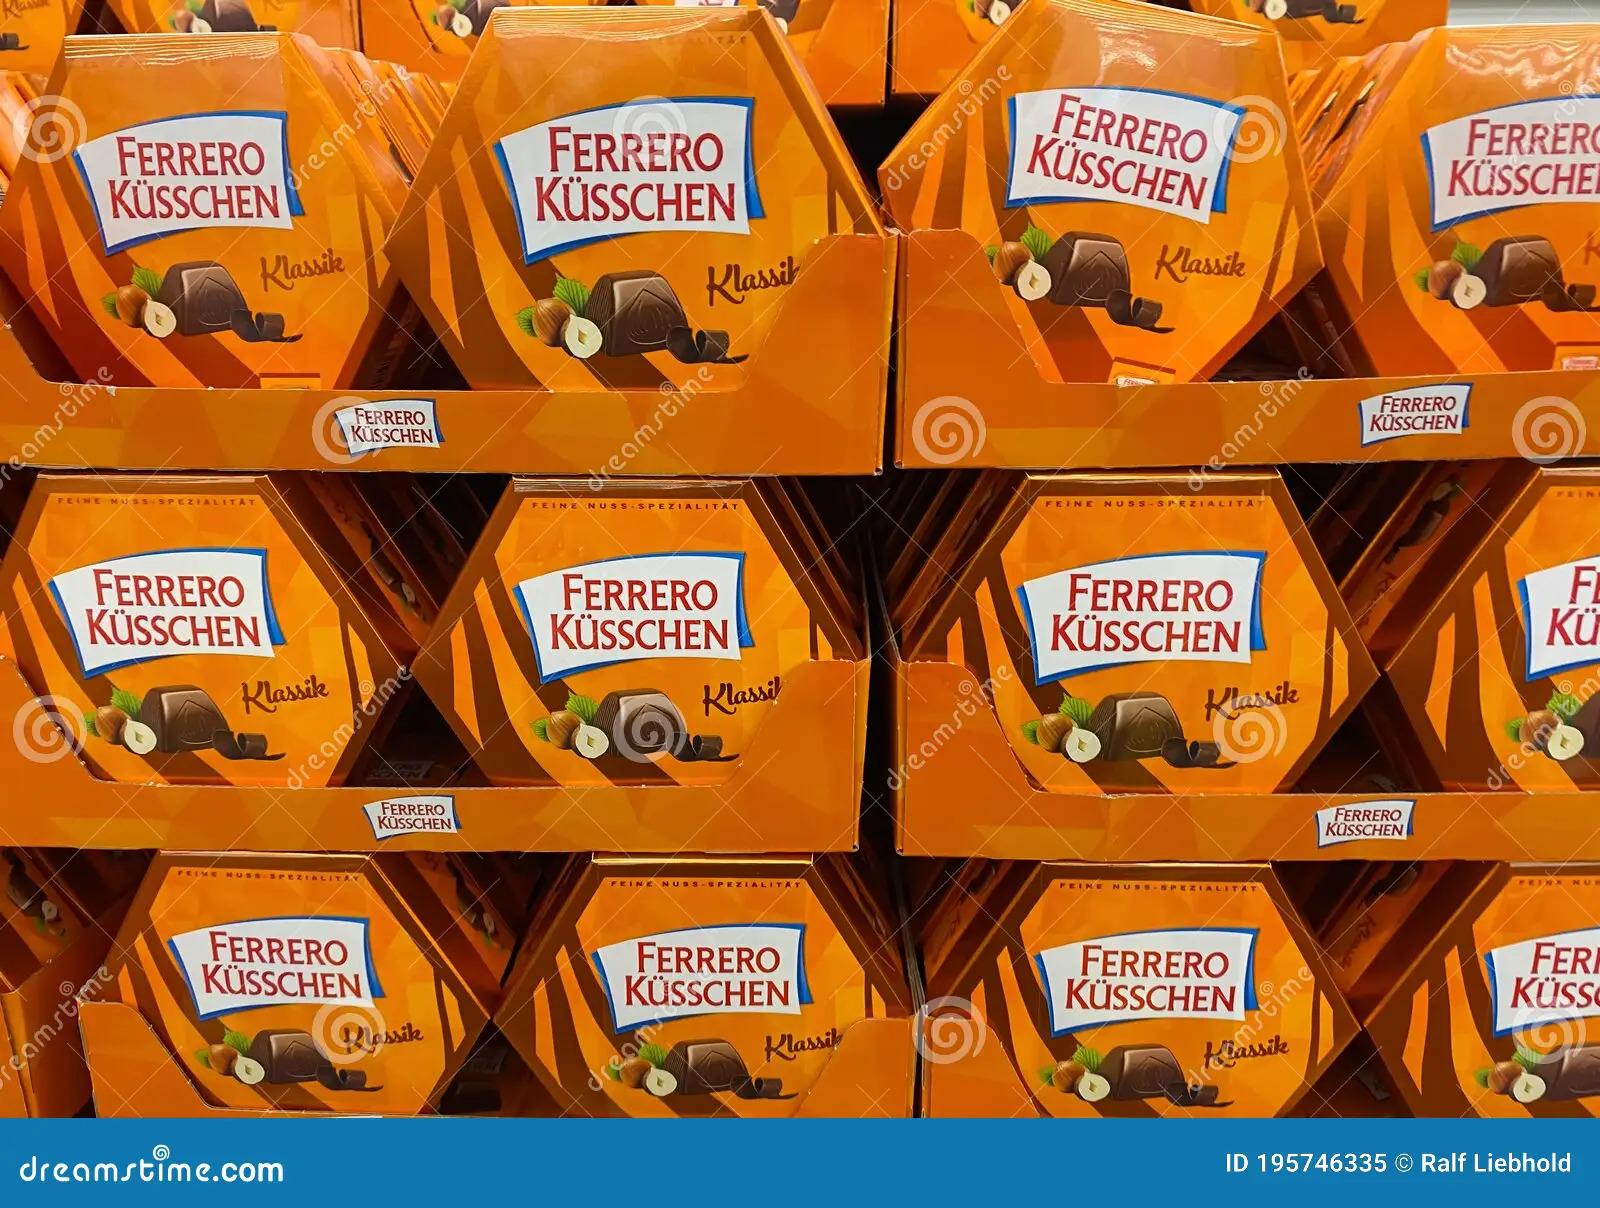 Klassik
FERRERO
KÜSSCHEN
Klassik
FERRERO
KÜSSCHEN
Klassik
FERRERO
KÜSSCHEN
Klassik
FERRERO
KÜSSCHEN
FERRERO
KÜSSCHEN
FERRERO
KÜSSCHEN
FEINE NUSS-SPEZIALITÄT
FERRERO
KÜSSCHEN
Klassik
FEINE NUSS-SPEZIALITÄT
FERRERO
KÜSSCHEN
Klassik
FEINE NUSS-SPEZIALITÄT
FERRERO
KÜSSCHEN
Klassik
FERRERO
KÜSSCHEN
FERRERO
KÜSSCHEN
FEINE NUSS-SPEZIALITÄT
FERRERO
KÜSSCHEN
Klassik
FEINE NUSS-SPEZIALITÄT
FERRERO
KÜSSCHEN
Klassik
FEINE NUSS-SPEZIALITÄT
FERRERO
KÜSSCHEN
Klassik
dreamstime.com
ID 195746335 © Ralf Liebhold